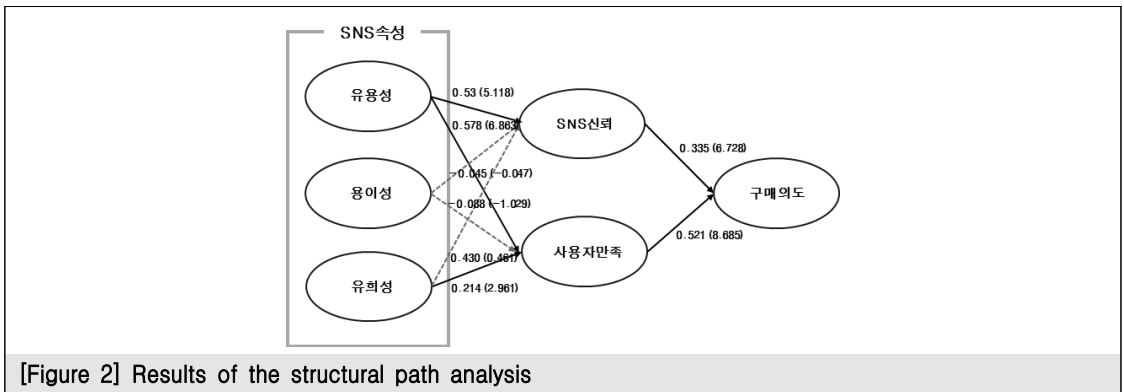 SNS속성
유용성
0.53 (5.118)
0.578 (6.863)
SNS신뢰
0.335 (6.728)
용이성
-0.045 (-0.047)
-0.088 (-1.029)
구매의도
0.521 (8.685)
사용자만족
유희성
0.430 (0.461)
0.214 (2.961)
[Figure 2] Results of the structural path analysis